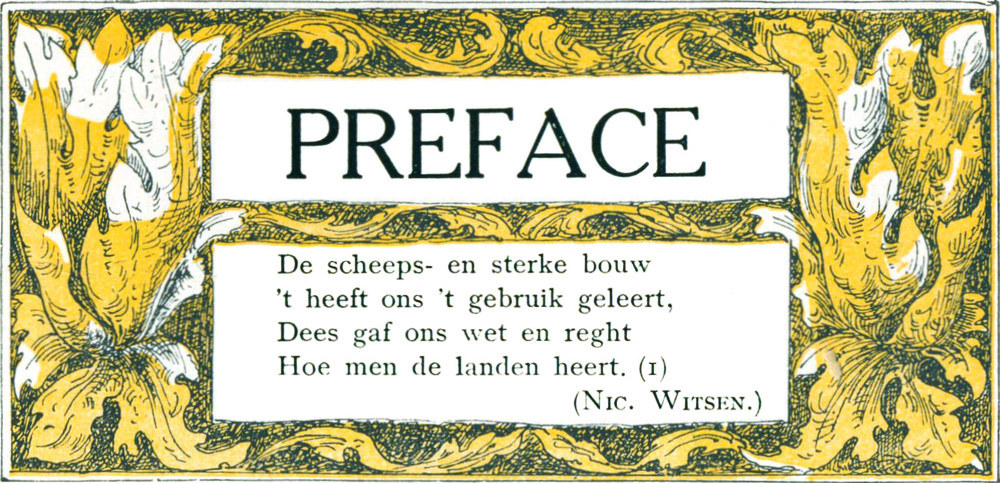 PREFACE
De scheeps- en sterke bouw
't heeft ons 't gebruik geleert,
Dees gaf ons wet en reght
Hoe men de landen heert. (1)
(Nic. Witsen.)